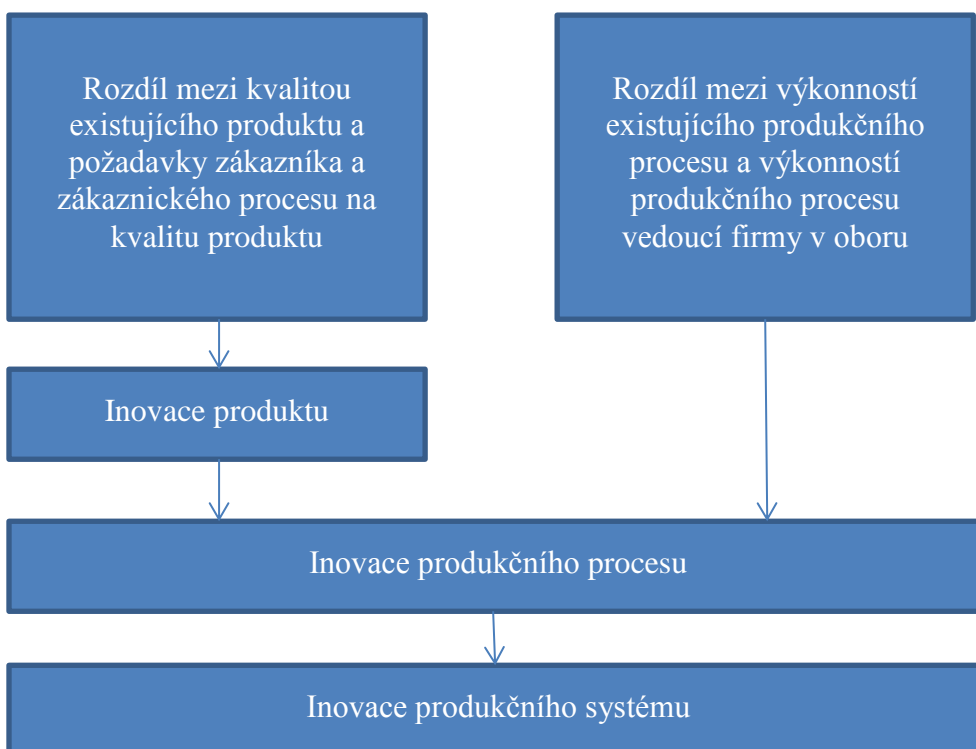 Rozdíl mezi kvalitou
existujícího produktu a
požadavky zákazníka a
zákaznického procesu na
kvalitu produktu
Rozdíl mezi výkonností
existujícího produkčního
procesu a výkonností
produkčního procesu
vedoucí firmy v oboru
Inovace produktu
Inovace produkčního procesu
Inovace produkčního systému